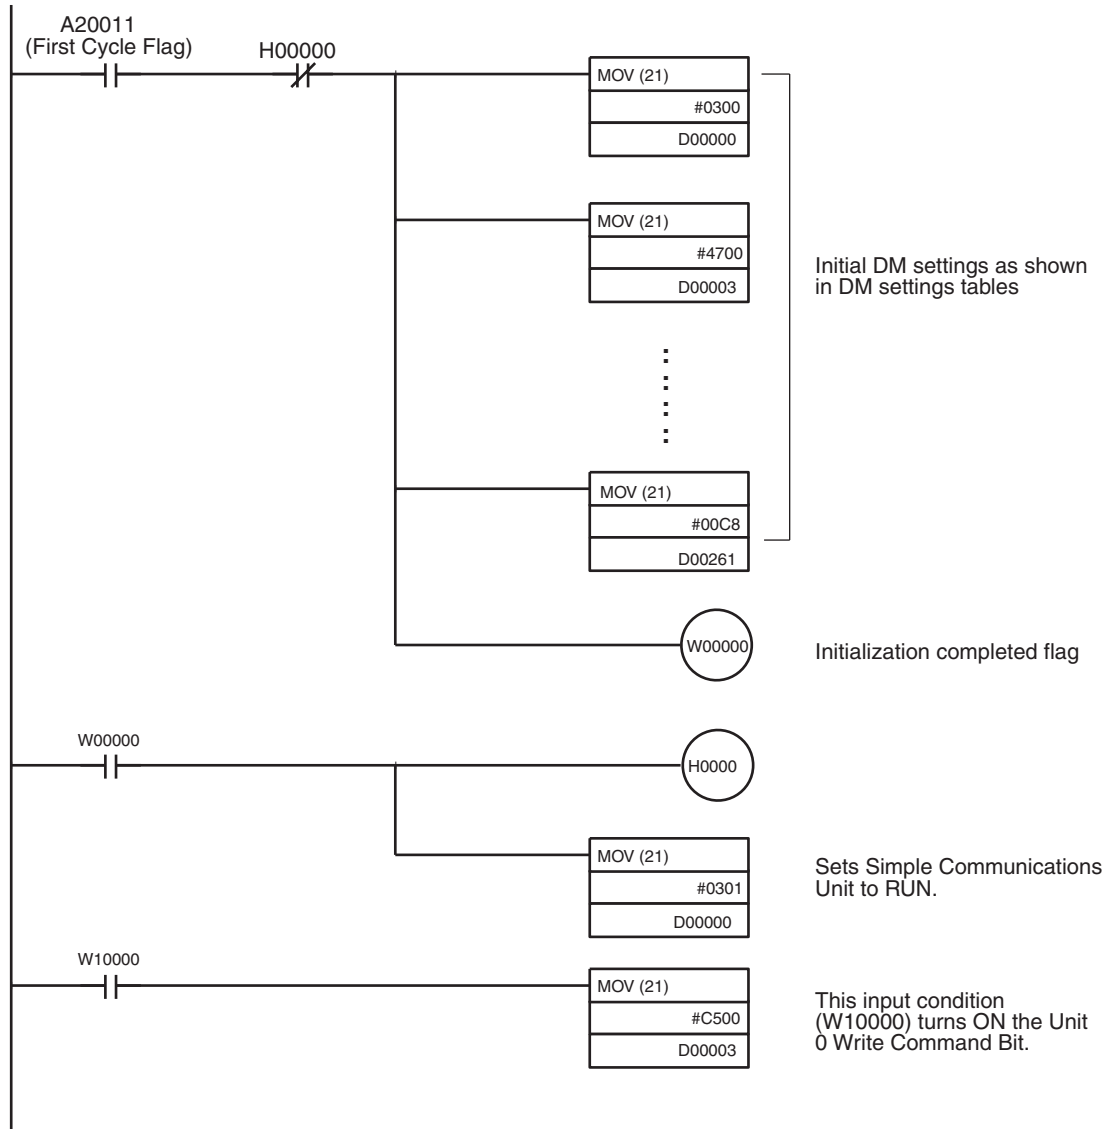 A20011
(First Cycle Flag)
H00000
MOV (21)
#0300
D00000
MOV (21)
#4700
D00003
Initial DM settings as shown
in DM settings tables
MOV (21)
#00C8
D00261
W00000
Initialization completed flag
W00000
H0000
MOV (21)
#0301
D00000
Sets Simple Communications
Unit to RUN.
W10000
MOV (21)
#C500
D00003
This input condition
(W10000) turns ON the Unit
0 Write Command Bit.